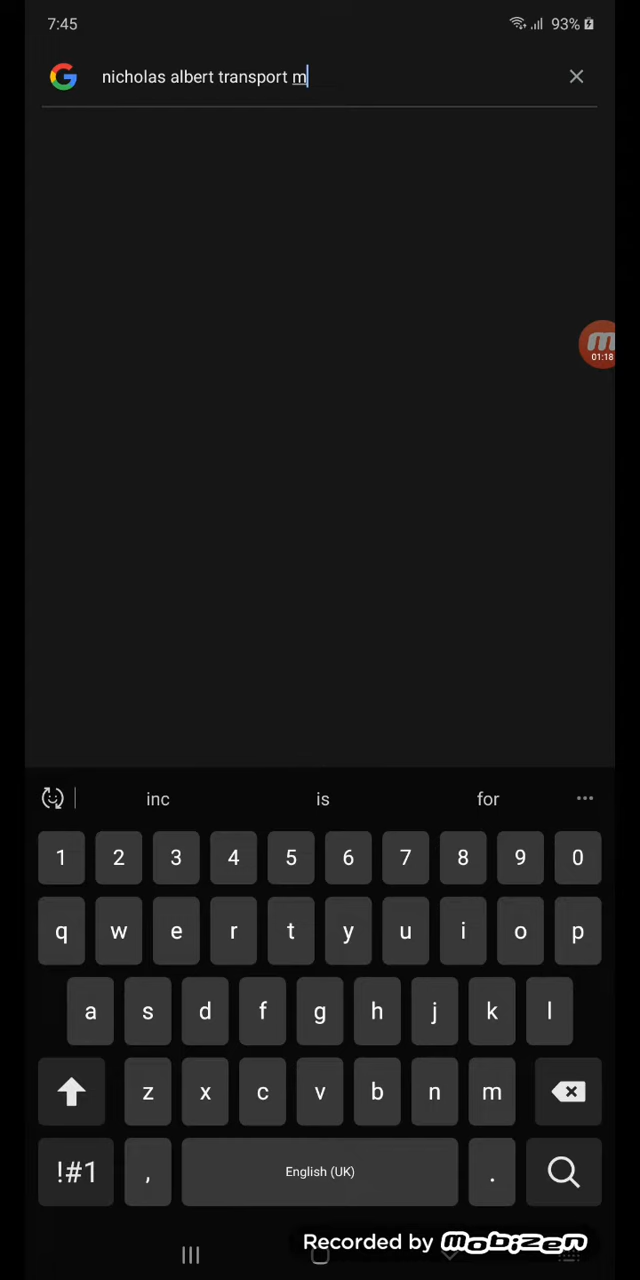 7:45
93%
nicholas albert transport m
01:18
inc is for
1 2 3 4 5 6 7 8 9 0
q w e r t y u i o p
a s d f g h j k l
z x c v b n m
!#1 , English (UK) .
Recorded by mobizen